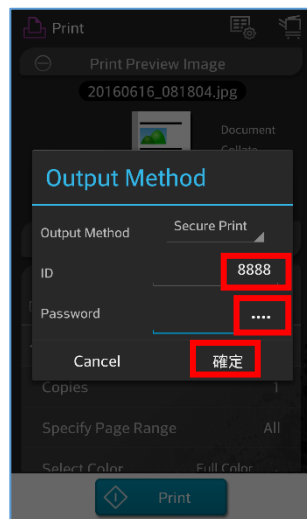 Print
Print Preview Image
20160616_081804.jpg
Document
Collate
Output Method
Output Method Secure Print
ID 8888
Password ....
Cancel 確定
Copies 1
Specify Page Range All
Select Color Full Color
Print